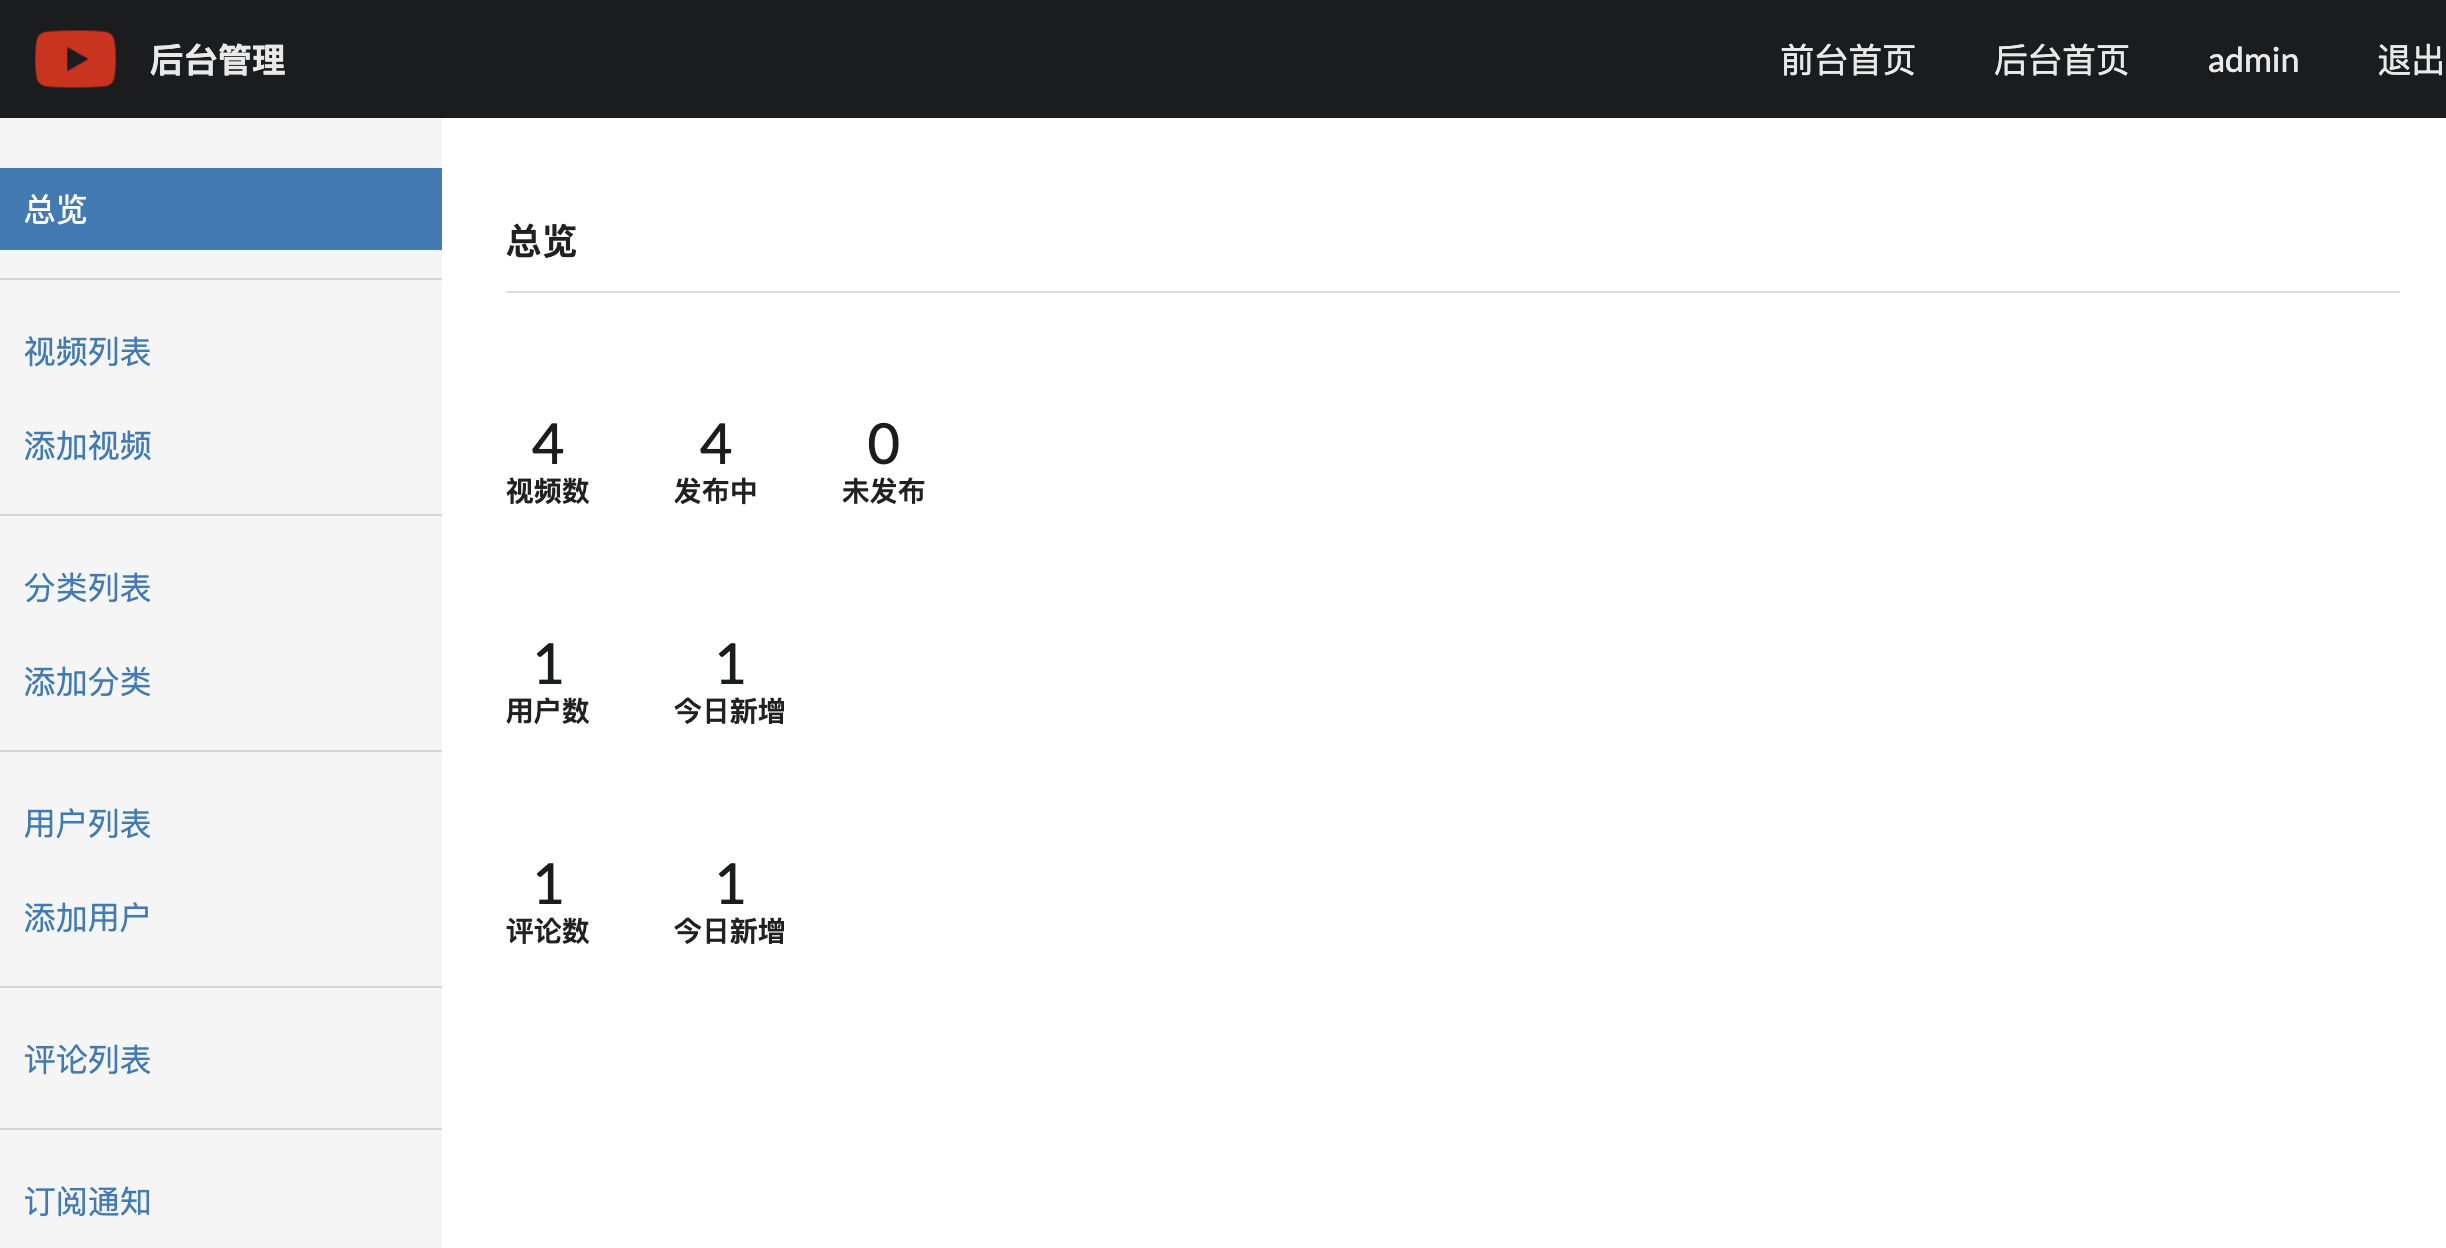 后台管理 前台首页 后台首页 admin 退出
总览
视频列表
添加视频
分类列表
添加分类
用户列表
添加用户
评论列表
订阅通知
总览
4 4 0
视频数 发布中 未发布
1 1
用户数 今日新增
1 1
评论数 今日新增